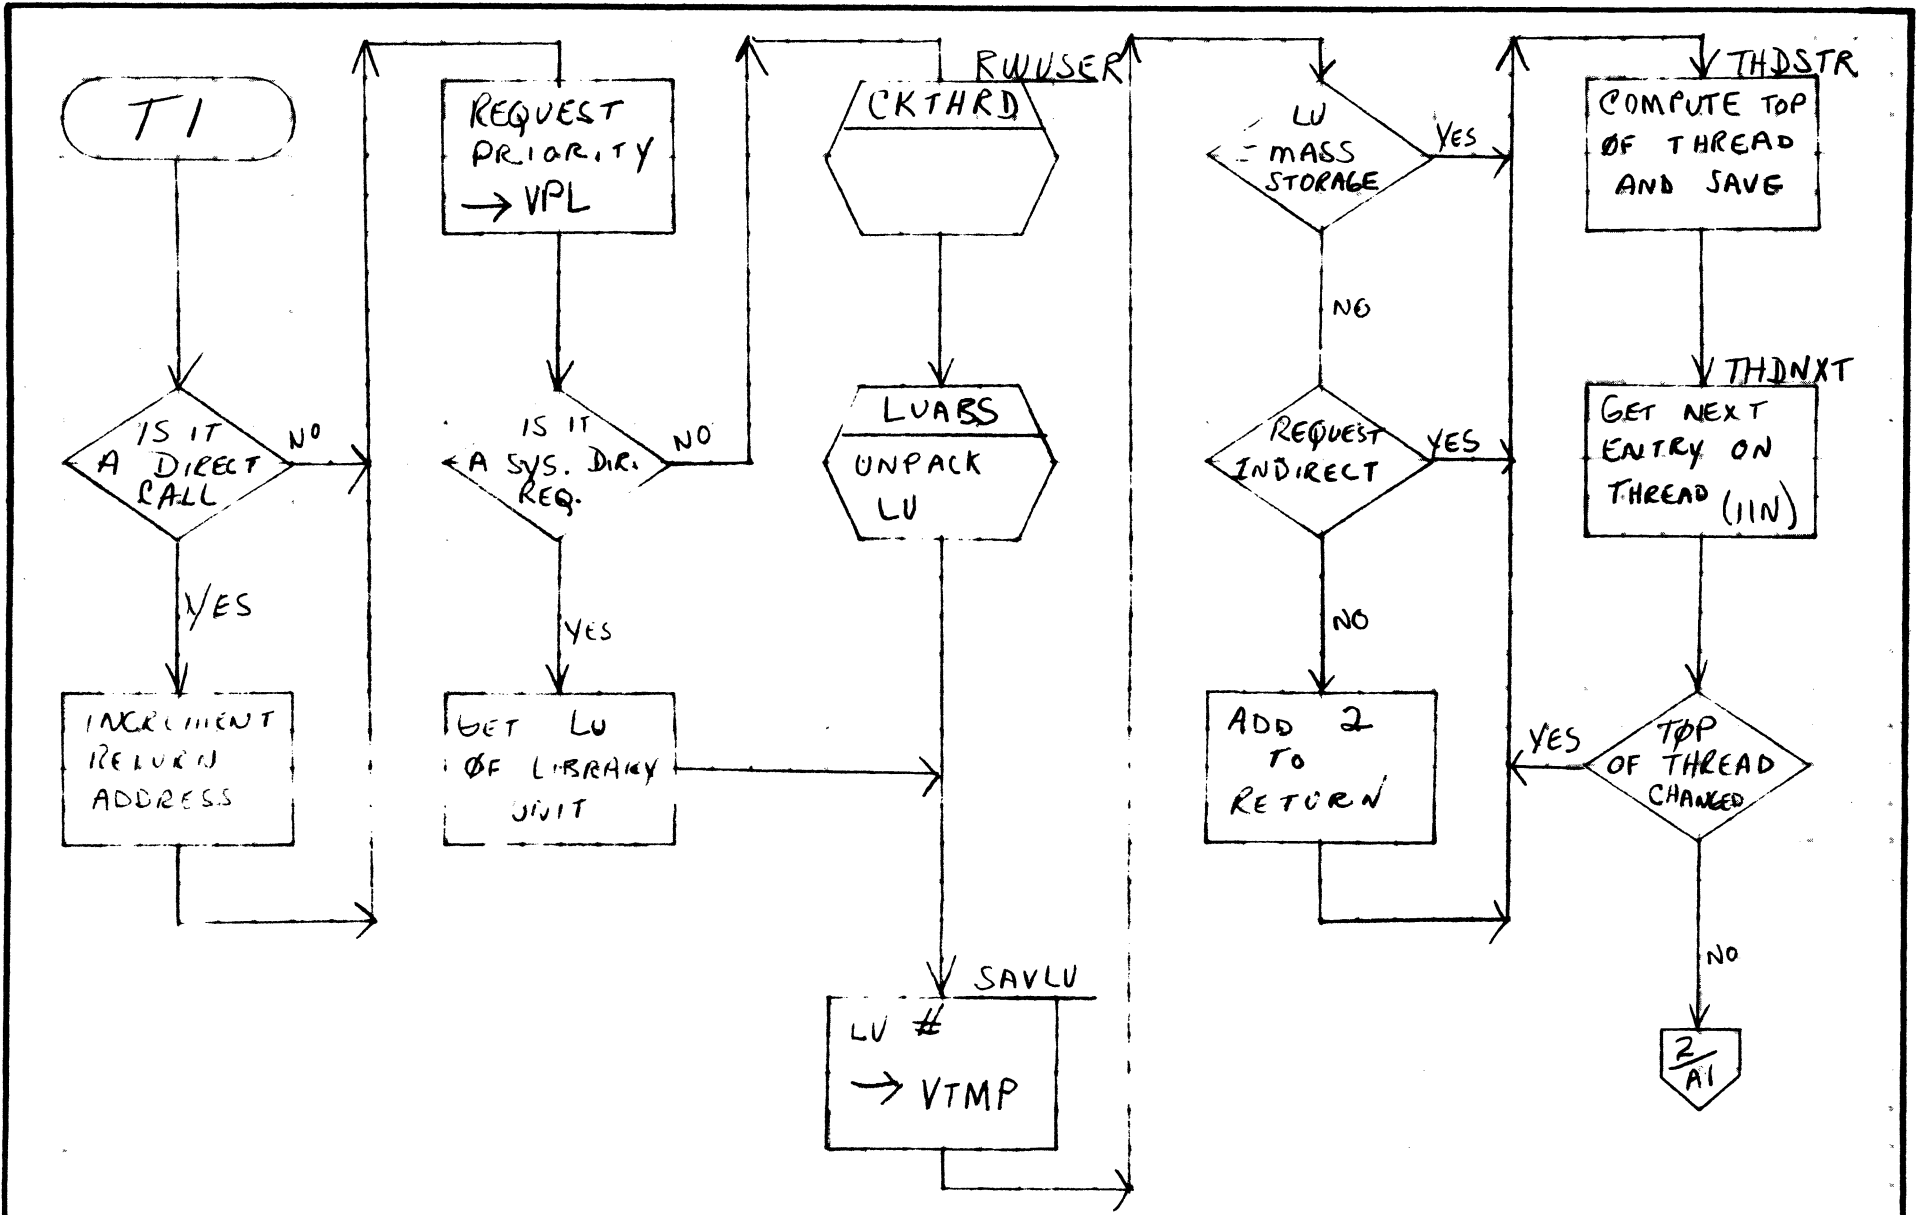 T1
IS IT
A DIRECT
CALL
NO
YES
INCREMENT
RETURN
ADDRESS
REQUEST
PRIORITY
→ VPL
IS IT
A SYS. DIR.
REQ.
NO
YES
GET LU
ØF LIBRARY
UNIT
RWUSER
CKTHRD
LUABS
UNPACK
LU
SAVLU
LU #
→ VTMP
LU
= MASS
STORAGE
YES
NO
REQUEST
INDIRECT
YES
NO
ADD 2
TO
RETURN
THDSTR
COMPUTE TOP
ØF THREAD
AND SAVE
THDNXT
GET NEXT
ENTRY ON
THREAD (11N)
TØP
OF THREAD
CHANGED
YES
NO
2/A1